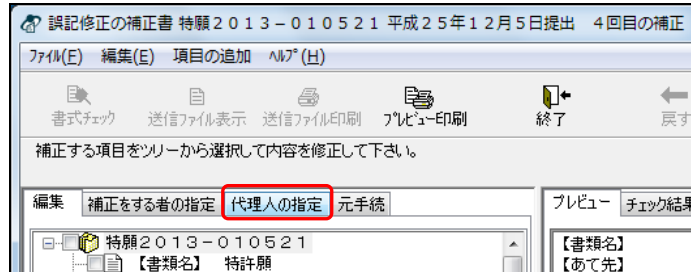 誤記修正の補正書 特願２０１３－０１０５２１ 平成２５年１２月５日提出　４回目の補正
ﾌｧｲﾙ(F)　編集(E)　項目の追加　ﾍﾙﾌﾟ(H)
書式ﾁｪｯｸ　送信ﾌｧｲﾙ表示　送信ﾌｧｲﾙ印刷　ﾌﾟﾚﾋﾞｭｰ印刷　終了　戻す
補正する項目をﾂﾘｰから選択して内容を修正して下さい。
編集　補正をする者の指定　代理人の指定　元手続　プレビュー　ﾁｪｯｸ結果
特願２０１３－０１０５２１　【書類名】
【書類名】　特許願　【あて先】